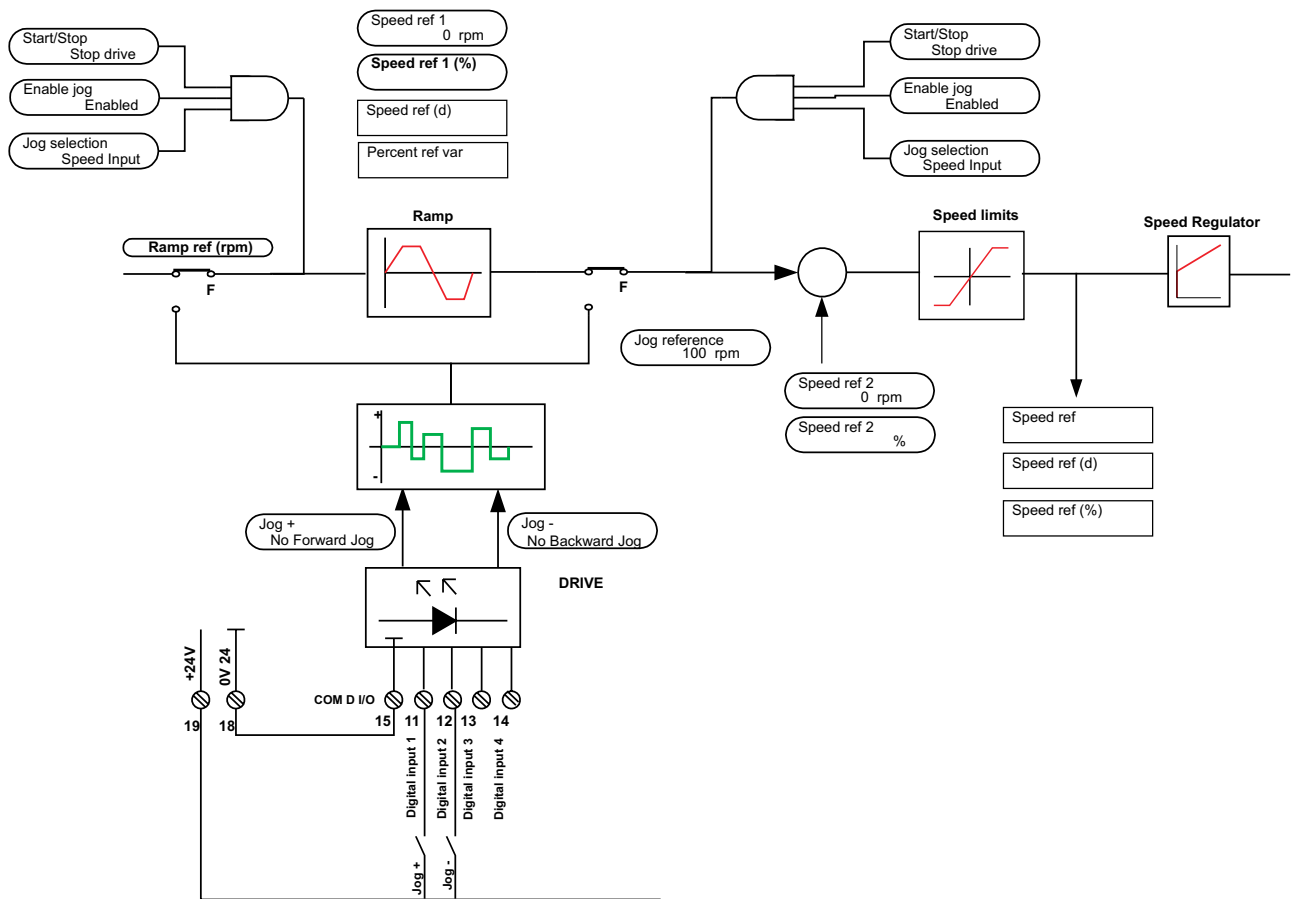 Start/Stop
Stop drive
Enable jog
Enabled
Jog selection
Speed Input
Speed ref 1
0 rpm
Speed ref 1 (%)
Speed ref (d)
Percent ref var
Start/Stop
Stop drive
Enable jog
Enabled
Jog selection
Speed Input
Ramp
Speed limits
Speed Regulator
Ramp ref (rpm)
F
F
Jog reference
100 rpm
Speed ref 2
0 rpm
Speed ref 2
%
Speed ref
Speed ref (d)
Speed ref (%)
+
-
Jog +
No Forward Jog
Jog -
No Backward Jog
DRIVE
+24V
0V 24
COM D I/O
19
18
15
11
12
13
14
Digital input 1
Digital input 2
Digital input 3
Digital input 4
Jog +
Jog -